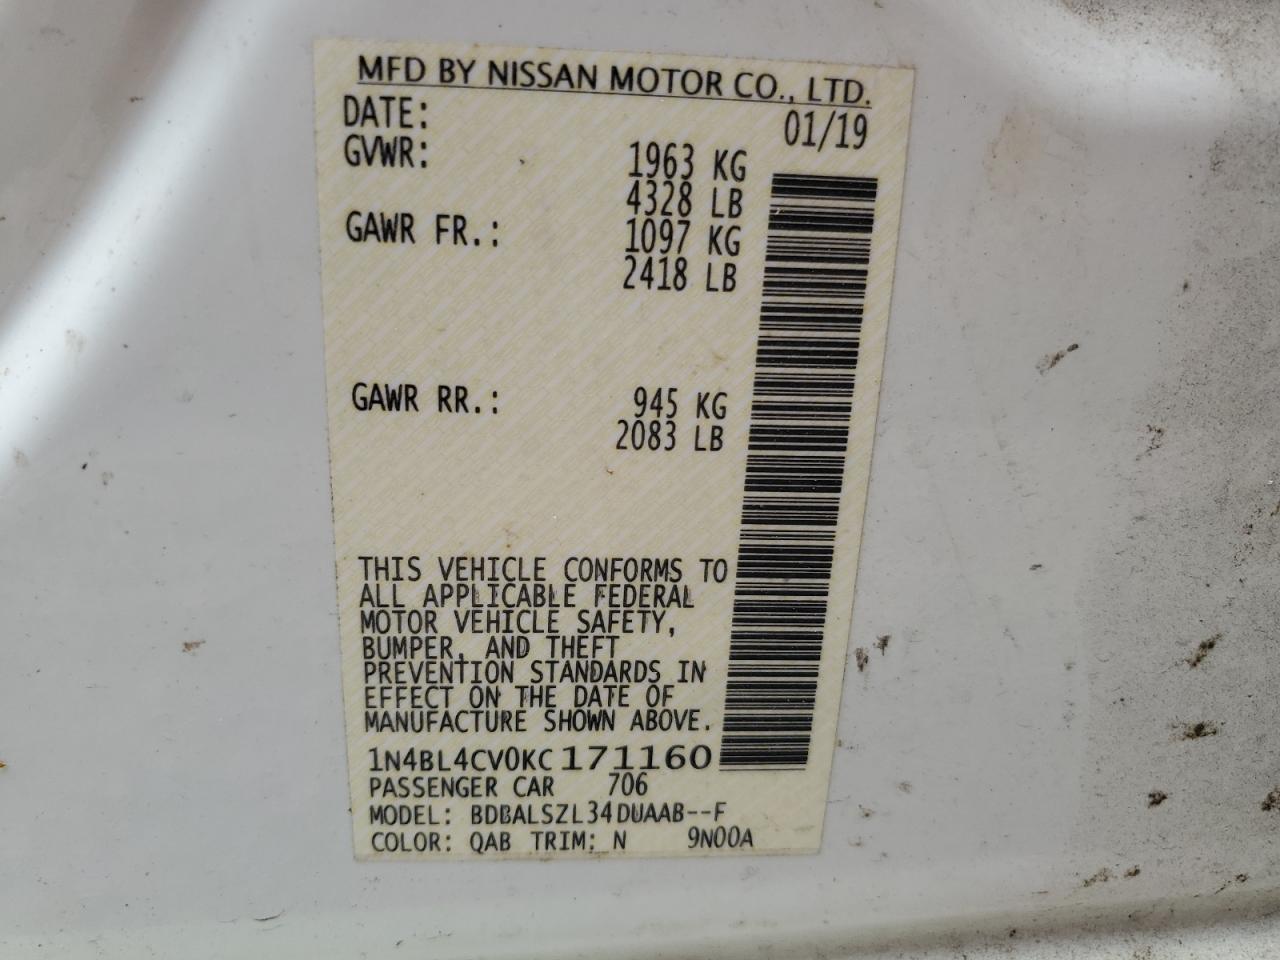 MFD BY NISSAN MOTOR CO., LTD.
DATE: 01/19
GVWR: 1963 KG
4328 LB
GAWR FR.: 1097 KG
2418 LB
GAWR RR.: 945 KG
2083 LB
THIS VEHICLE CONFORMS TO
ALL APPLICABLE FEDERAL
MOTOR VEHICLE SAFETY,
BUMPER, AND THEFT
PREVENTION STANDARDS IN
EFFECT ON THE DATE OF
MANUFACTURE SHOWN ABOVE.
1N4BL4CV0KC171160
PASSENGER CAR 706
MODEL: BDBALSZL34DUAAB--F
COLOR: QAB TRIM: N 9N00A